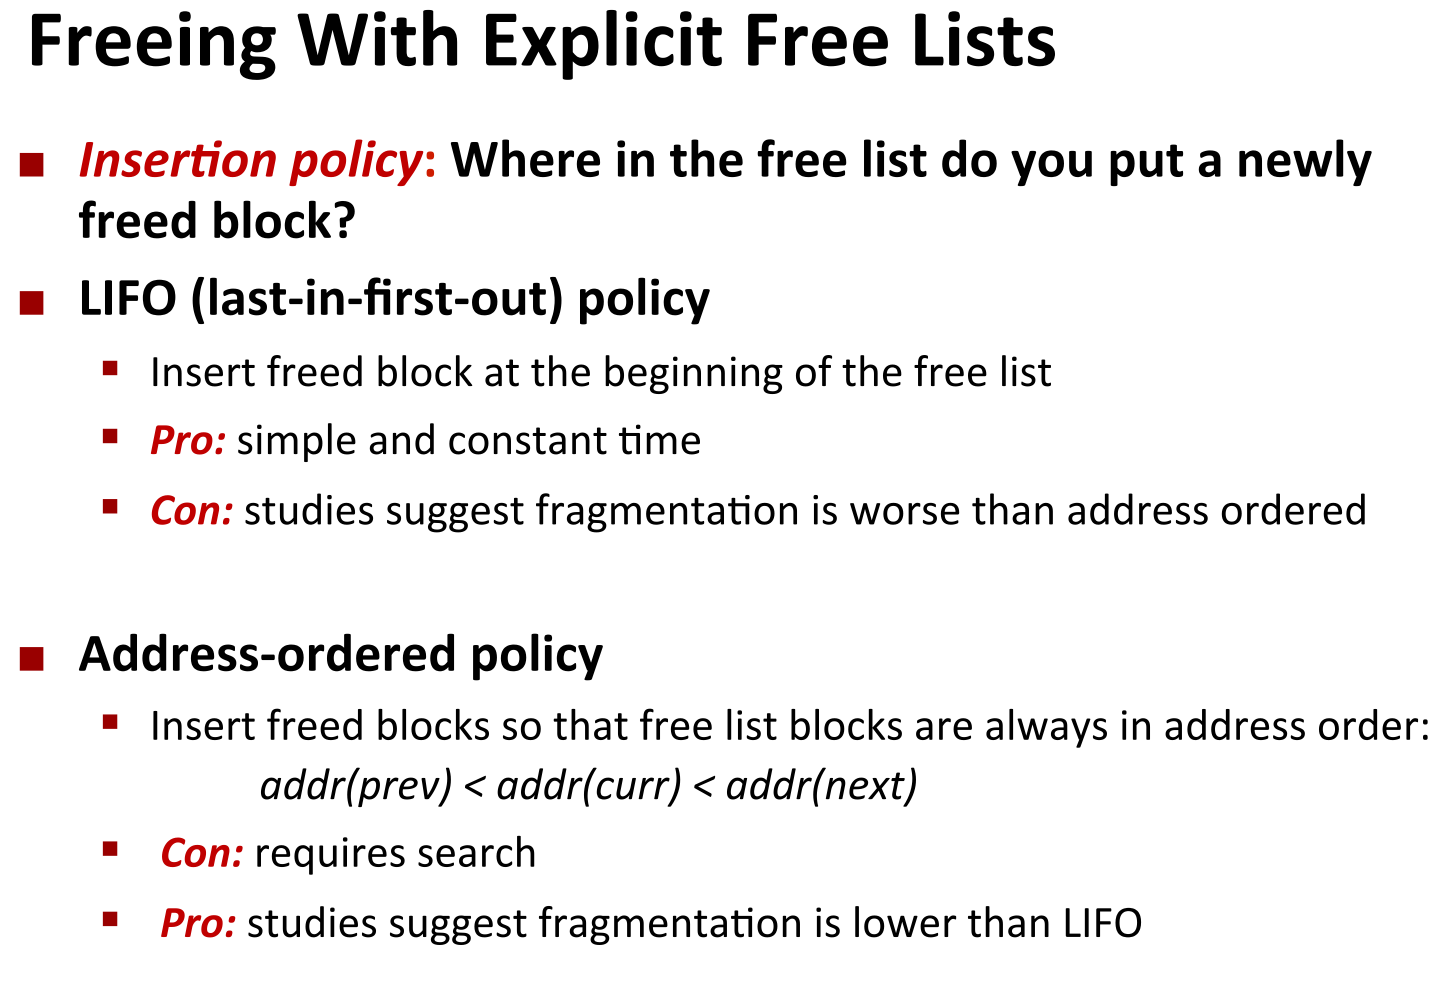 Freeing With Explicit Free Lists
■ Insertion policy: Where in the free list do you put a newly
freed block?
■ LIFO (last-in-first-out) policy
▪ Insert freed block at the beginning of the free list
▪ Pro: simple and constant time
▪ Con: studies suggest fragmentation is worse than address ordered
■ Address-ordered policy
▪ Insert freed blocks so that free list blocks are always in address order:
addr(prev) < addr(curr) < addr(next)
▪ Con: requires search
▪ Pro: studies suggest fragmentation is lower than LIFO